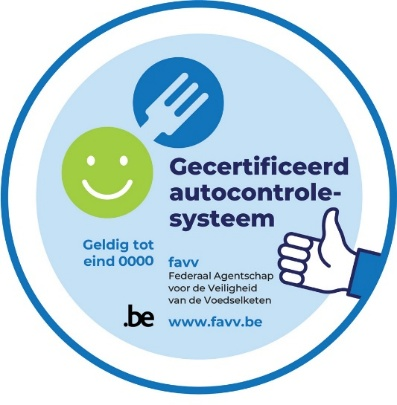 Gecertificeerd
autocontrole-
systeem
Geldig tot
eind 0000
favv
Federaal Agentschap
voor de Veiligheid
van de Voedselketen
.be
www.favv.be